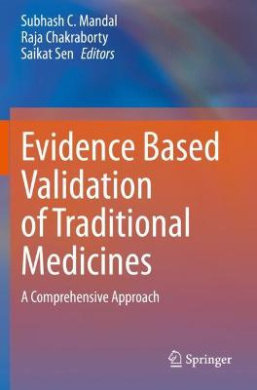 Subhash C. Mandal
Raja Chakraborty
Saikat Sen Editors
Evidence Based
Validation
of Traditional
Medicines
A Comprehensive Approach
Springer